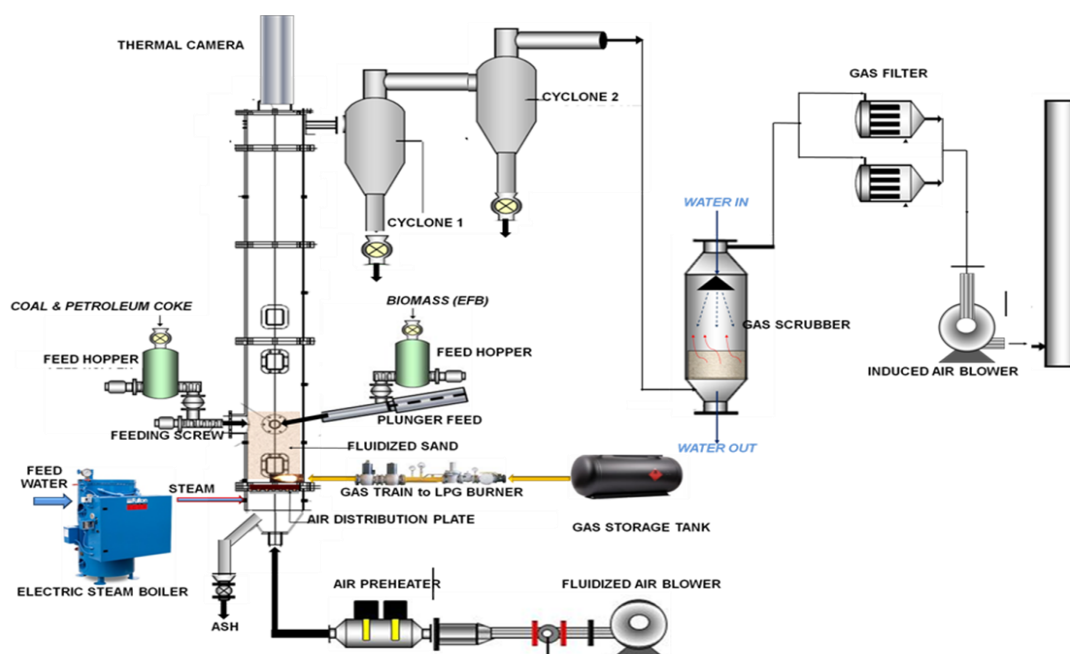 THERMAL CAMERA
CYCLONE 2
GAS FILTER
CYCLONE 1
WATER IN
COAL & PETROLEUM COKE
BIOMASS (EFB)
FEED HOPPER
FEED HOPPER
GAS SCRUBBER
INDUCED AIR BLOWER
PLUNGER FEED
FEEDING SCREW
FLUIDIZED SAND
WATER OUT
FEED
WATER
STEAM
GAS TRAIN to LPG BURNER
AIR DISTRIBUTION PLATE
GAS STORAGE TANK
ELECTRIC STEAM BOILER
AIR PREHEATER
FLUIDIZED AIR BLOWER
ASH